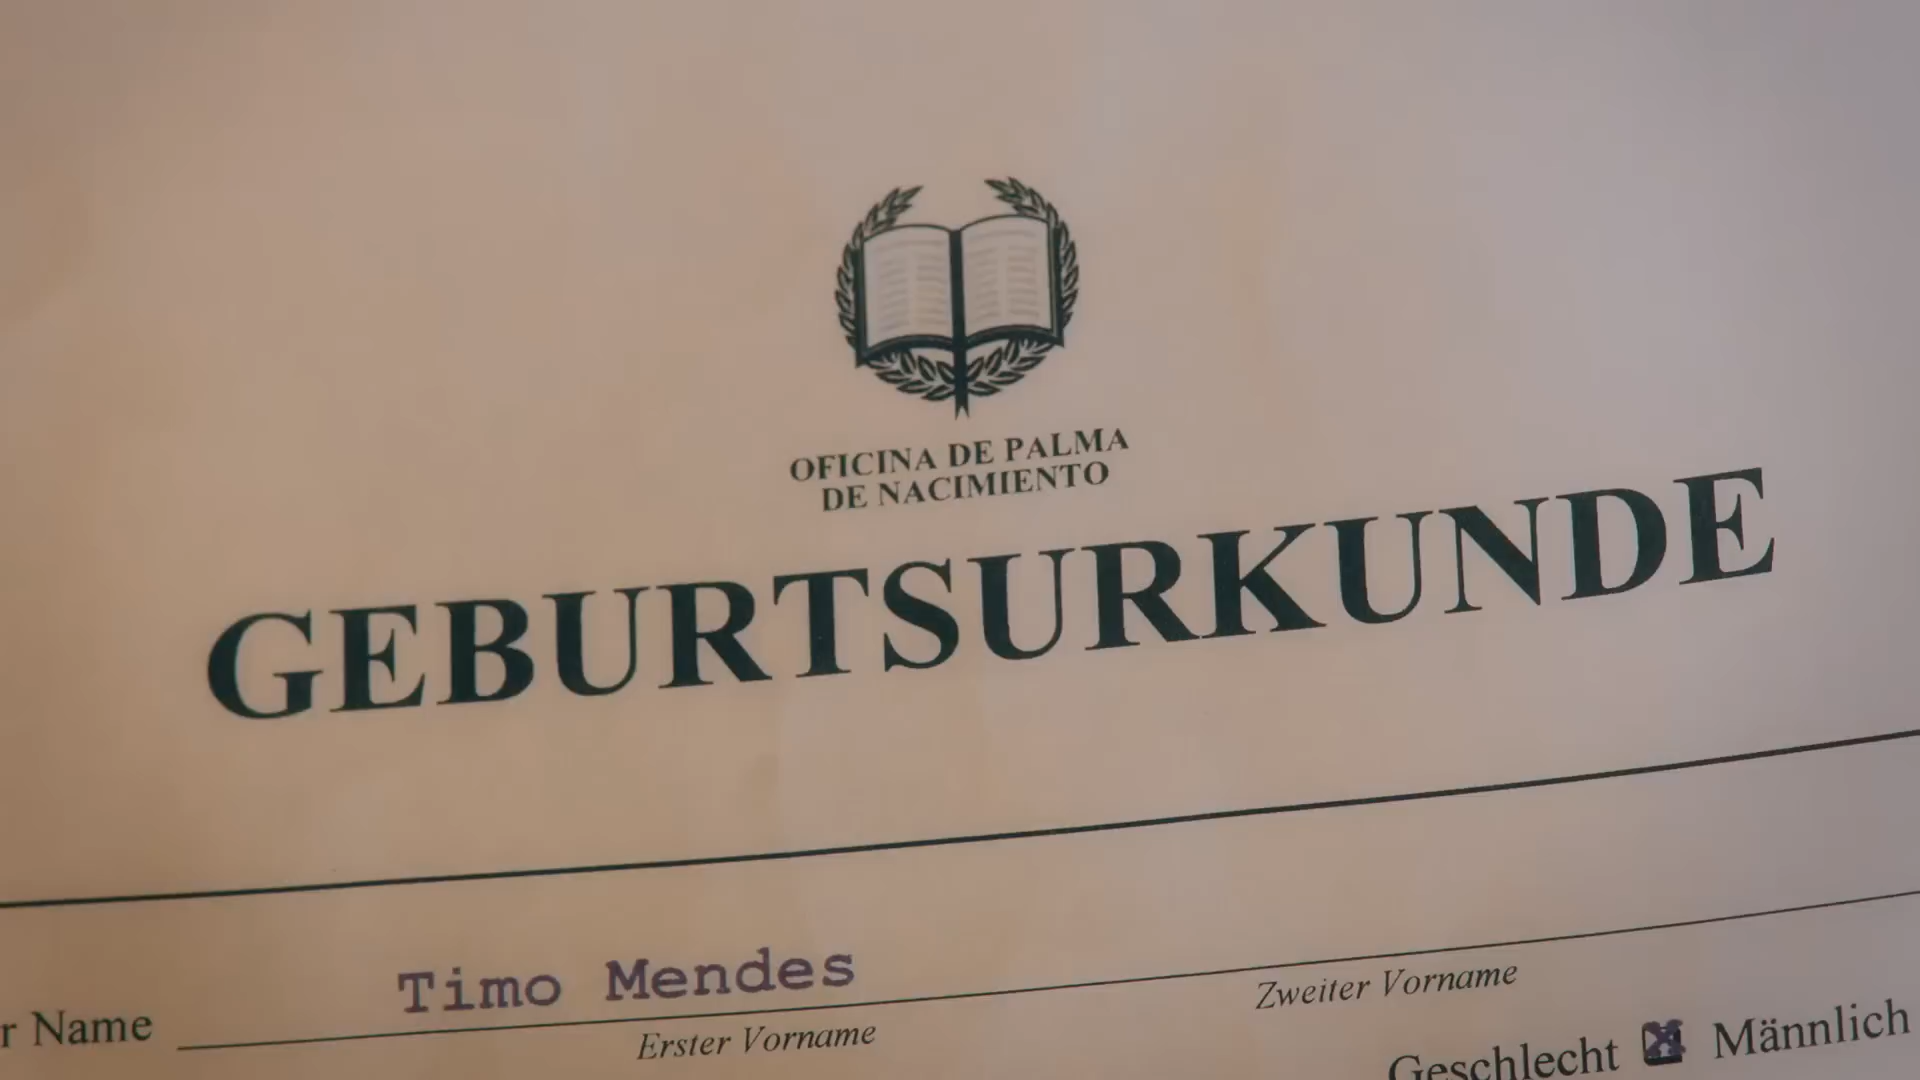 OFICINA DE PALMA
DE NACIMIENTO
GEBURTSURKUNDE
r Name Timo Mendes
Erster Vorname Zweiter Vorname
Geschlecht Männlich